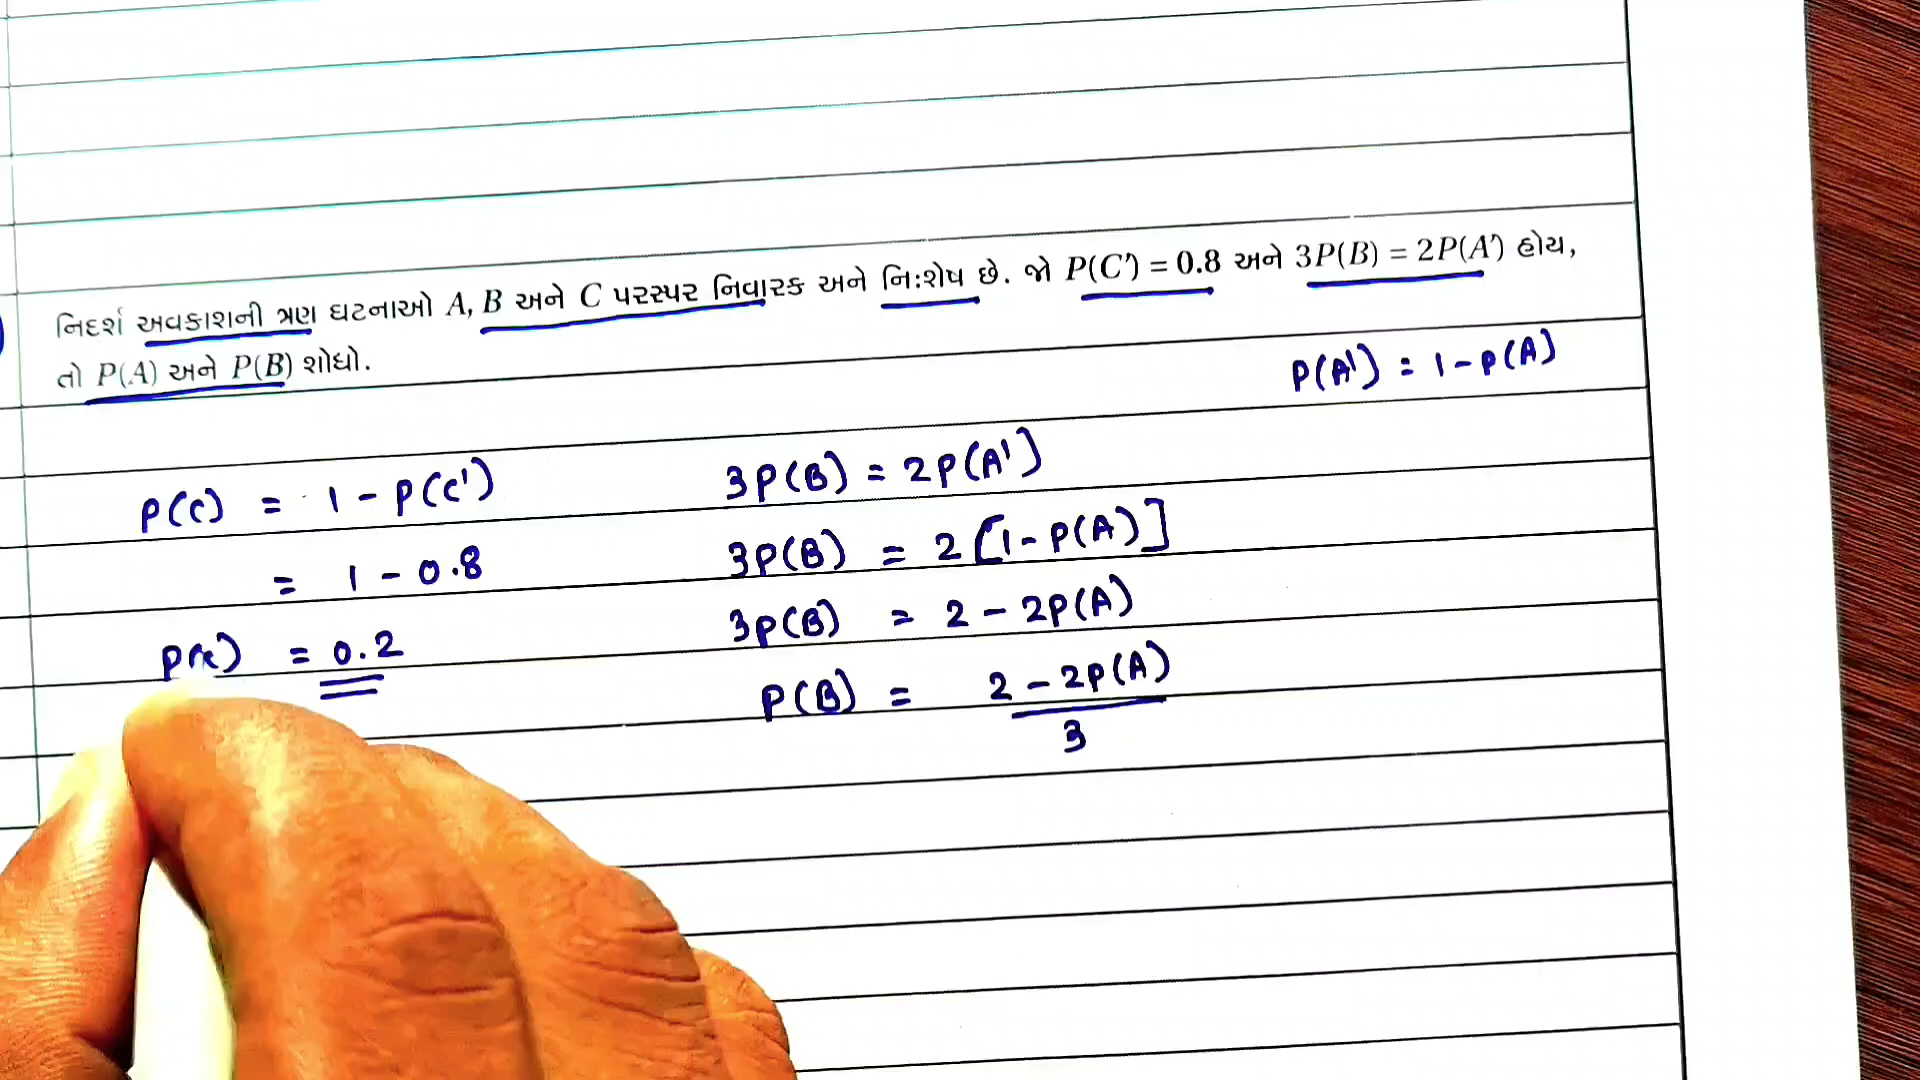 નિદર્શ અવકાશની ત્રણ ઘટનાઓ A, B અને C પરસ્પર નિવારક અને નિ:શેષ છે. જો P(C') = 0.8 અને 3P(B) = 2P(A') હોય,
તો P(A) અને P(B) શોધો.
P(A') = 1 - P(A)
P(C) = 1 - P(C')
= 1 - 0.8
P(C) = 0.2
3P(B) = 2P(A']
3P(B) = 2 [1 - P(A)]
3P(B) = 2 - 2P(A)
P(B) = 2 - 2P(A)
3